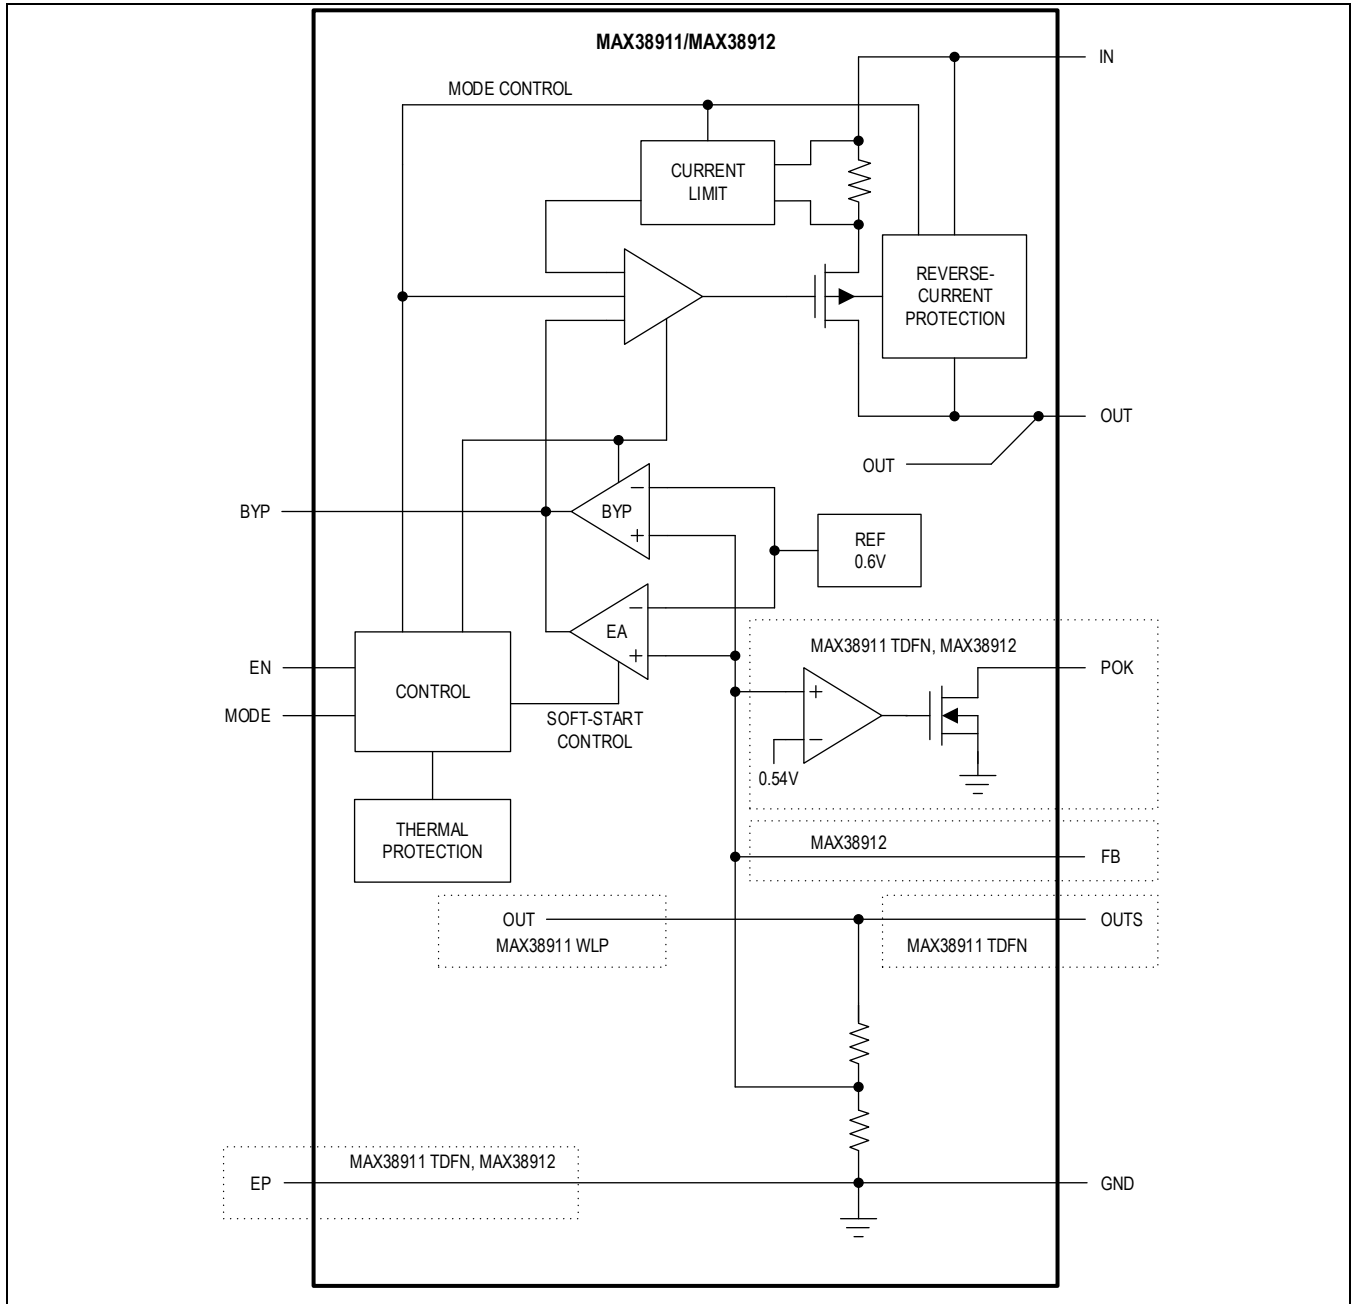 MAX38911/MAX38912
IN
MODE CONTROL
CURRENT
LIMIT
REVERSE-
CURRENT
PROTECTION
OUT
OUT
BYP
BYP
−
+
REF
0.6V
EA
−
+
EN
MODE
CONTROL
SOFT-START
CONTROL
MAX38911 TDFN, MAX38912
POK
+
−
0.54V
THERMAL
PROTECTION
MAX38912
FB
OUT
MAX38911 WLP
OUTS
MAX38911 TDFN
MAX38911 TDFN, MAX38912
EP
GND